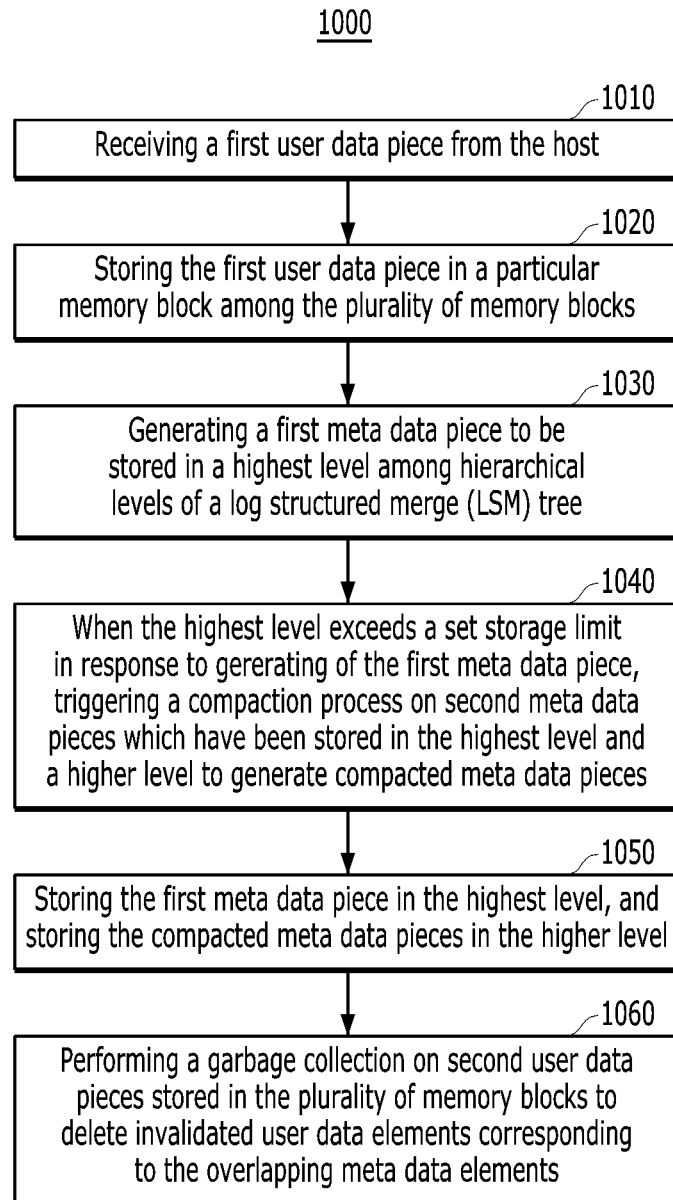 1000
1010
Receiving a first user data piece from the host
1020
Storing the first user data piece in a particular
memory block among the plurality of memory blocks
1030
Generating a first meta data piece to be
stored in a highest level among hierarchical
levels of a log structured merge (LSM) tree
1040
When the highest level exceeds a set storage limit
in response to gererating of the first meta data piece,
triggering a compaction process on second meta data
pieces which have been stored in the highest level and
a higher level to generate compacted meta data pieces
1050
Storing the first meta data piece in the highest level, and
storing the compacted meta data pieces in the higher level
1060
Performing a garbage collection on second user data
pieces stored in the plurality of memory blocks to
delete invalidated user data elements corresponding
to the overlapping meta data elements